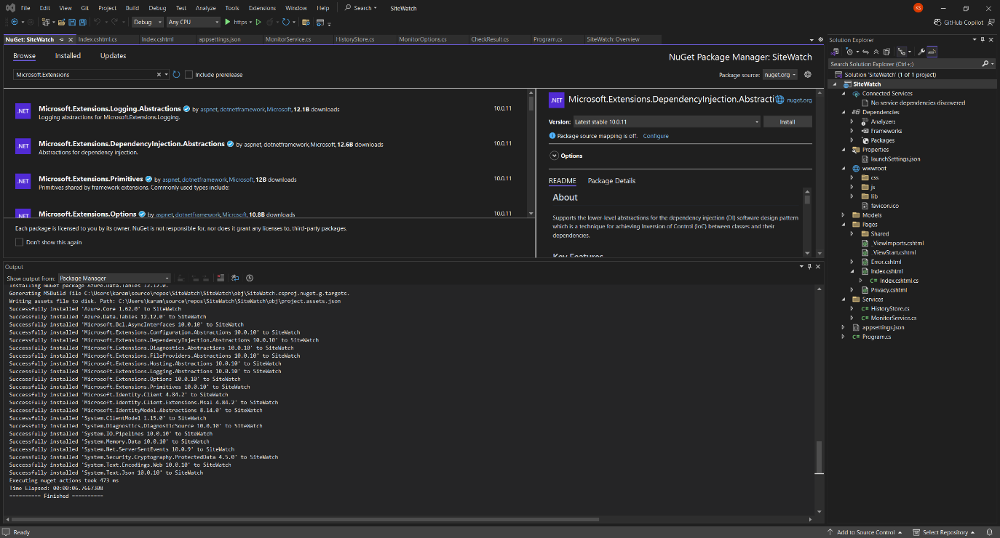 File Edit View Git Project Build Debug Test Analyze Tools Extensions Window Help Search SiteWatch KS
Debug Any CPU https GitHub Copilot
NuGet: SiteWatch Index.cshtml.cs Index.cshtml appsettings.json MonitorService.cs HistoryStore.cs MonitorOptions.cs CheckResult.cs Program.cs SiteWatch: Overview
Browse Installed Updates
NuGet Package Manager: SiteWatch
Microsoft.Extensions Include prerelease
Package source: nuget.org
.NET Microsoft.Extensions.Logging.Abstractions by aspnet, dotnetframework, Microsoft, 12.1B downloads 10.0.11
Logging abstractions for Microsoft.Extensions.Logging.
.NET Microsoft.Extensions.DependencyInjection.Abstractions by aspnet, dotnetframework, Microsoft, 12.6B downloads 10.0.11
Abstractions for dependency injection.
.NET Microsoft.Extensions.Primitives by aspnet, dotnetframework, Microsoft, 12B downloads 10.0.11
Primitives shared by framework extensions. Commonly used types include:
.NET Microsoft.Extensions.Options by aspnet, dotnetframework, Microsoft, 10.8B downloads 10.0.11
Each package is licensed to you by its owner. NuGet is not responsible for, nor does it grant any licenses to, third-party packages.
Don't show this again
.NET Microsoft.Extensions.DependencyInjection.Abstracti nuget.org
Version: Latest stable 10.0.11 Install
Package source mapping is off. Configure
Options
README Package Details
About
Supports the lower-level abstractions for the dependency injection (DI) software design pattern
which is a technique for achieving Inversion of Control (IoC) between classes and their
dependencies.
Key Features
Output
Show output from: Package Manager
Installing NuGet package Azure.Data.Tables 12.12.0.
Generating MSBuild file C:\Users\karam\source\repos\SiteWatch\SiteWatch\obj\SiteWatch.csproj.nuget.g.targets.
Writing assets file to disk. Path: C:\Users\karam\source\repos\SiteWatch\SiteWatch\obj\project.assets.json
Successfully installed 'Azure.Core 1.62.0' to SiteWatch
Successfully installed 'Azure.Data.Tables 12.12.0' to SiteWatch
Successfully installed 'Microsoft.Bcl.AsyncInterfaces 10.0.10' to SiteWatch
Successfully installed 'Microsoft.Extensions.Configuration.Abstractions 10.0.10' to SiteWatch
Successfully installed 'Microsoft.Extensions.DependencyInjection.Abstractions 10.0.10' to SiteWatch
Successfully installed 'Microsoft.Extensions.Diagnostics.Abstractions 10.0.10' to SiteWatch
Successfully installed 'Microsoft.Extensions.FileProviders.Abstractions 10.0.10' to SiteWatch
Successfully installed 'Microsoft.Extensions.Hosting.Abstractions 10.0.10' to SiteWatch
Successfully installed 'Microsoft.Extensions.Logging.Abstractions 10.0.10' to SiteWatch
Successfully installed 'Microsoft.Extensions.Options 10.0.10' to SiteWatch
Successfully installed 'Microsoft.Extensions.Primitives 10.0.10' to SiteWatch
Successfully installed 'Microsoft.Identity.Client 4.84.2' to SiteWatch
Successfully installed 'Microsoft.Identity.Client.Extensions.Msal 4.84.2' to SiteWatch
Successfully installed 'Microsoft.IdentityModel.Abstractions 8.14.0' to SiteWatch
Successfully installed 'System.ClientModel 1.15.0' to SiteWatch
Successfully installed 'System.Diagnostics.DiagnosticSource 10.0.10' to SiteWatch
Successfully installed 'System.IO.Pipelines 10.0.10' to SiteWatch
Successfully installed 'System.Memory.Data 10.0.10' to SiteWatch
Successfully installed 'System.Net.ServerSentEvents 10.0.9' to SiteWatch
Successfully installed 'System.Security.Cryptography.ProtectedData 4.5.0' to SiteWatch
Successfully installed 'System.Text.Encodings.Web 10.0.10' to SiteWatch
Successfully installed 'System.Text.Json 10.0.10' to SiteWatch
Executing nuget actions took 473 ms
Time Elapsed: 00:00:06.7667308
========== Finished ==========
Solution Explorer
Search Solution Explorer (Ctrl+;)
Solution 'SiteWatch' (1 of 1 project)
SiteWatch
Connected Services
No service dependencies discovered
Dependencies
Analyzers
Frameworks
Packages
Properties
launchSettings.json
wwwroot
css
js
lib
favicon.ico
Models
Pages
Shared
_ViewImports.cshtml
_ViewStart.cshtml
Error.cshtml
Index.cshtml
C# Index.cshtml.cs
Privacy.cshtml
Services
C# HistoryStore.cs
C# MonitorService.cs
appsettings.json
C# Program.cs
Ready Add to Source Control Select Repository